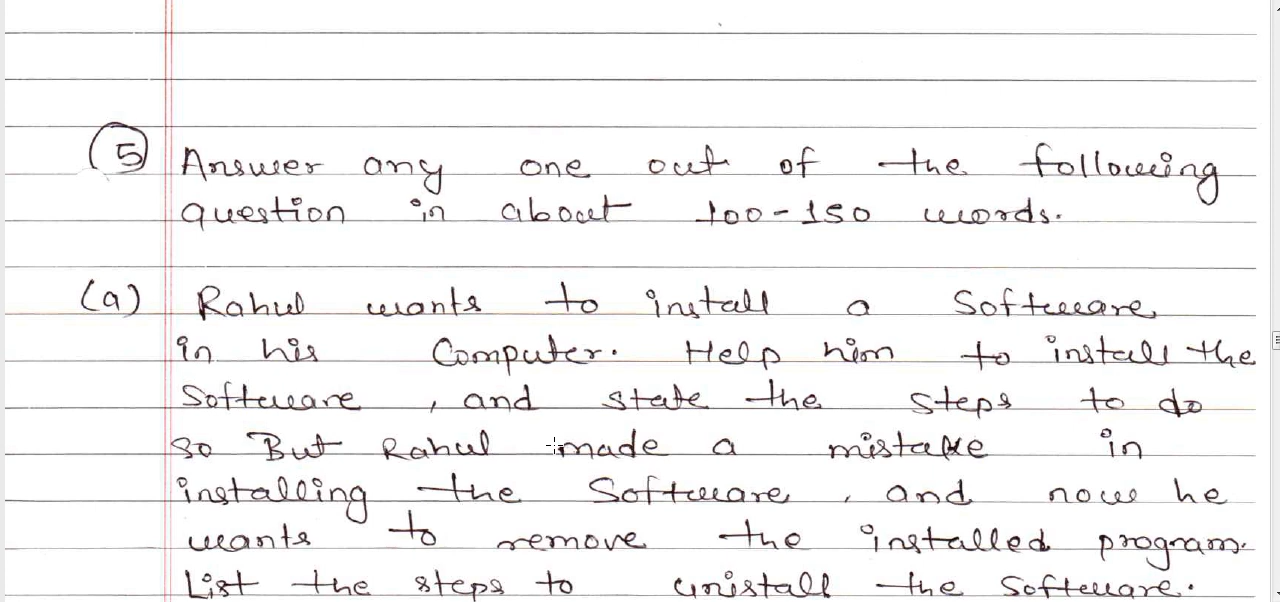 (5) Answer any one out of the following
question in about 100-150 words.
(a) Rahul wants to install a Software
in his Computer. Help him to install the
Software, and state the steps to do
so But Rahul made a mistake in
installing the Software, and now he
wants to remove the installed program.
List the steps to unistall the Software.